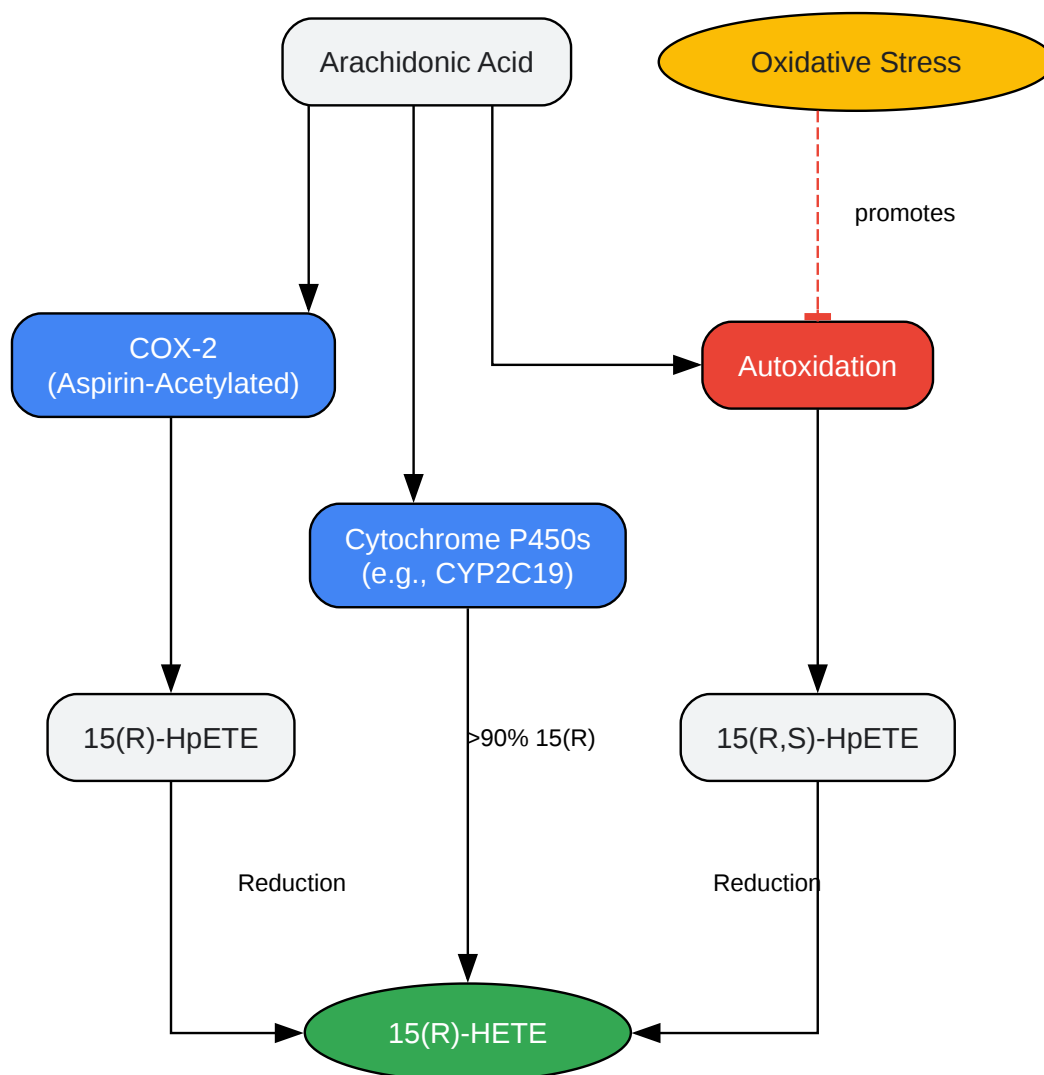 Arachidonic Acid
Oxidative Stress
promotes
COX-2
(Aspirin-Acetylated)
Autoxidation
Cytochrome P450s
(e.g., CYP2C19)
15(R)-HpETE
>90% 15(R)
15(R,S)-HpETE
Reduction
Reduction
15(R)-HETE